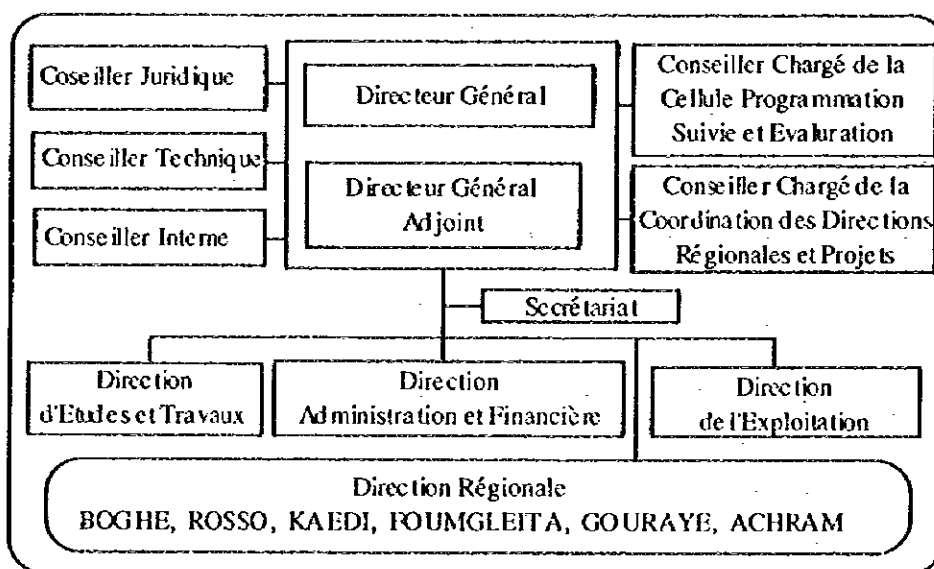 Coseiller Juridique
Conseiller Technique
Conseiller Interne
Directeur Général
Directeur Général
Adjoint
Conseiller Chargé de la
Cellule Programmation
Suivie et Evaluration
Conseiller Chargé de la
Coordination des Directions
Régionales et Projets
Secrétariat
Direction
d'Etudes et Travaux
Direction
Administration et Financière
Direction
de l'Exploitation
Direction Régionale
BOGHE, ROSSO, KAEDI, FOUMGLEITA, GOURAYE, ACHRAM